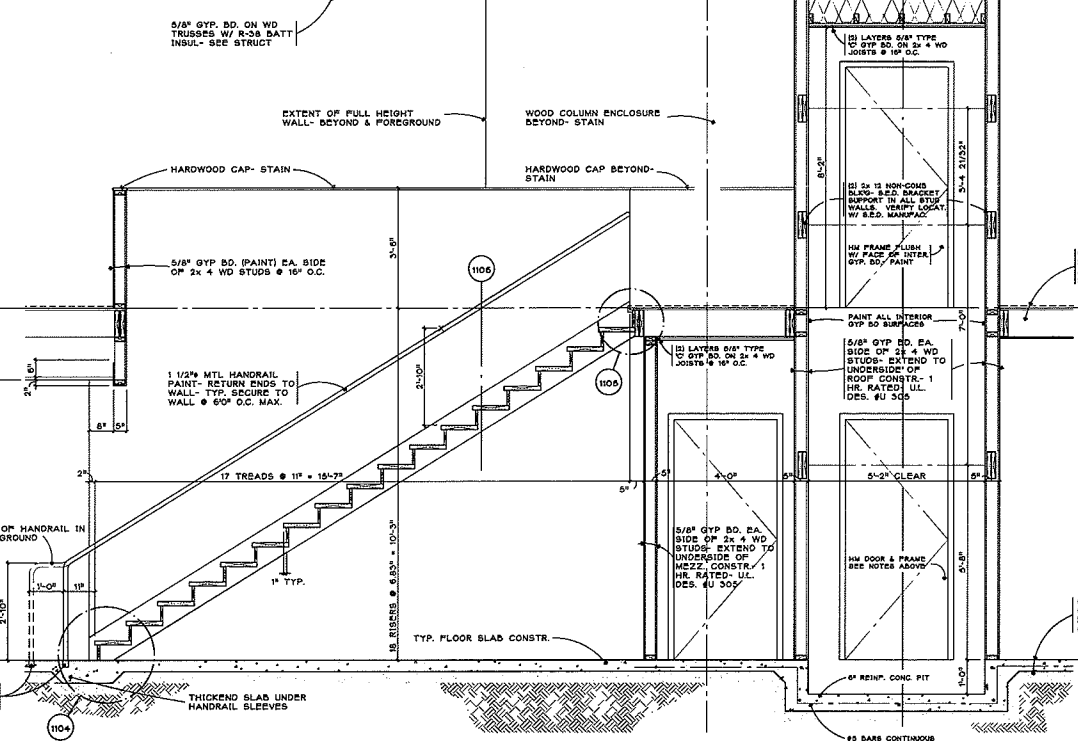 5/8" GYP. BD. ON WD
TRUSSES W/ R-38 BATT
INSUL- SEE STRUCT
(2) LAYERS 5/8" TYPE
'C' GYP BD. ON 2x 4 WD
JOISTS @ 16" O.C.
EXTENT OF FULL HEIGHT
WALL- BEYOND & FOREGROUND
WOOD COLUMN ENCLOSURE
BEYOND- STAIN
HARDWOOD CAP- STAIN
HARDWOOD CAP BEYOND-
STAIN
8'-2"
5'-4 21/32"
(2) 2x 12 NON-COMB
BLK'G- S.E.D. BRACKET
SUPPORT IN ALL STUD
WALLS. VERIFY LOCAT.
W/ S.E.D. MANUFAC.
3'-6"
5/8" GYP BD. (PAINT) EA. SIDE
OF 2x 4 WD STUDS @ 16" O.C.
1106
HM FRAME FLUSH
W/ FACE OF INTER.
GYP. BD.- PAINT
PAINT ALL INTERIOR
GYP BD SURFACES
7'-0"
(2) LAYERS 5/8" TYPE
'C' GYP BD. ON 2x 4 WD
JOISTS @ 16" O.C.
5/8" GYP BD. EA.
SIDE OF 2x 4 WD
STUDS- EXTEND TO
UNDERSIDE OF
ROOF CONSTR.- 1
HR. RATED- U.L.
DES. #U 305
1105
6"
2"
1 1/2"ø MTL HANDRAIL
PAINT- RETURN ENDS TO
WALL- TYP. SECURE TO
WALL @ 6'0" O.C. MAX.
2'-10"
8" 5"
2"
17 TREADS @ 11" = 15'-7"
5"
5"
4'-0"
5"
5'-2" CLEAR
5"
OF HANDRAIL IN
GROUND
1'-0" 11"
2'-10"
1" TYP.
18 RISERS @ 6.83" = 10'-3"
5/8" GYP BD. EA.
SIDE OF 2x 4 WD
STUDS- EXTEND TO
UNDERSIDE OF
MEZZ. CONSTR.- 1
HR. RATED- U.L.
DES. #U 305
HM DOOR & FRAME
SEE NOTES ABOVE
5'-8"
TYP. FLOOR SLAB CONSTR.
6" REINF. CONC. PIT
1'-0"
THICKEND SLAB UNDER
HANDRAIL SLEEVES
1104
#5 BARS CONTINUOUS